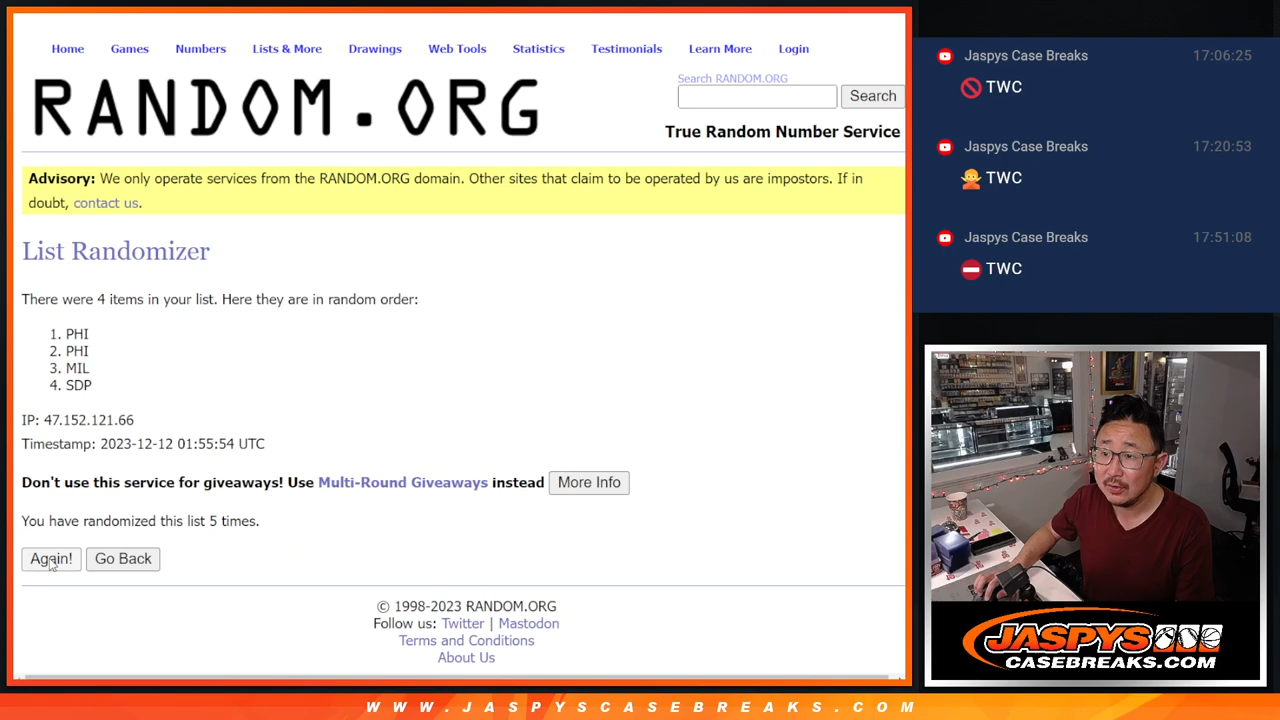 Home Games Numbers Lists & More Drawings Web Tools Statistics Testimonials Learn More Login
RANDOM.ORG
Search RANDOM.ORG
Search
True Random Number Service
Advisory: We only operate services from the RANDOM.ORG domain. Other sites that claim to be operated by us are impostors. If in
doubt, contact us.
List Randomizer
There were 4 items in your list. Here they are in random order:
1. PHI
2. PHI
3. MIL
4. SDP
IP: 47.152.121.66
Timestamp: 2023-12-12 01:55:54 UTC
Don't use this service for giveaways! Use Multi-Round Giveaways instead More Info
You have randomized this list 5 times.
Again! Go Back
© 1998-2023 RANDOM.ORG
Follow us: Twitter | Mastodon
Terms and Conditions
About Us
Jaspys Case Breaks 17:06:25
🚫 TWC
Jaspys Case Breaks 17:20:53
🙅 TWC
Jaspys Case Breaks 17:51:08
⛔ TWC
JASPYS
CASEBREAKS.COM
WWW.JASPYSCASEBREAKS.COM